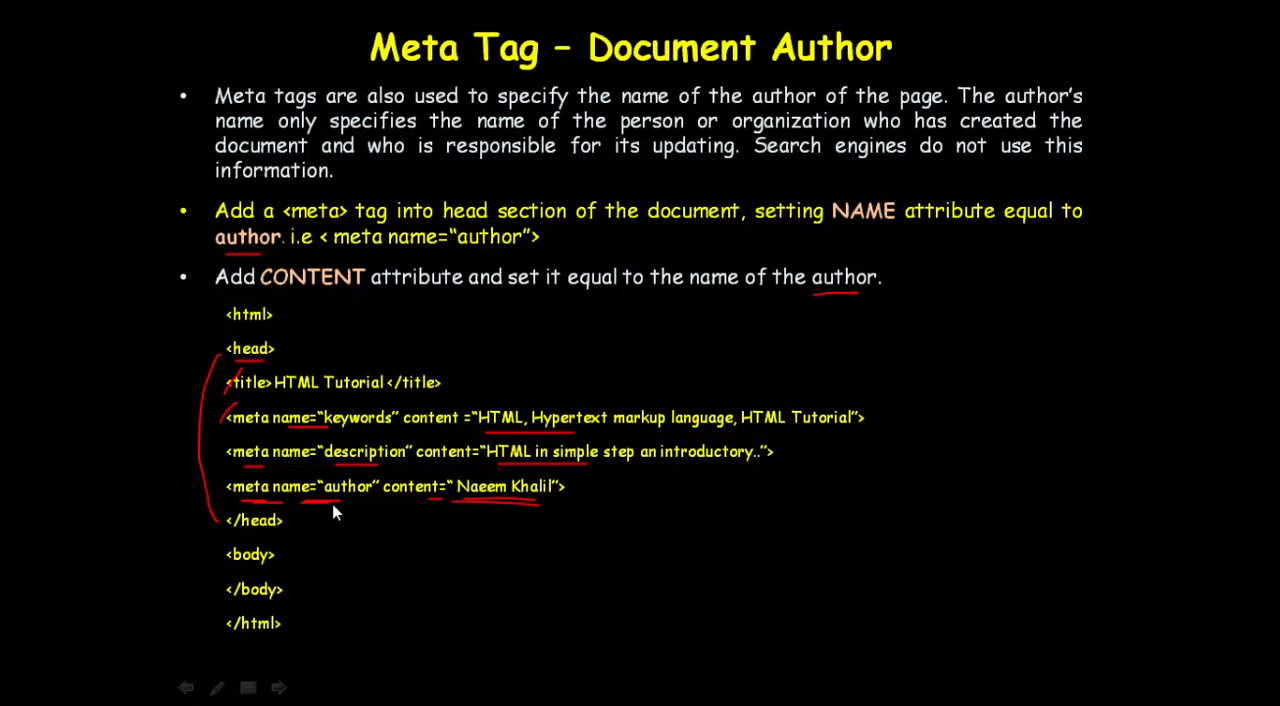 Meta Tag – Document Author
• Meta tags are also used to specify the name of the author of the page. The author’s
name only specifies the name of the person or organization who has created the
document and who is responsible for its updating. Search engines do not use this
information.
• Add a <meta> tag into head section of the document, setting NAME attribute equal to
author. i.e < meta name=“author”>
• Add CONTENT attribute and set it equal to the name of the author.
<html>
<head>
<title> HTML Tutorial </title>
<meta name=“keywords” content =“HTML, Hypertext markup language, HTML Tutorial”>
<meta name=“description” content=“HTML in simple step an introductory..”>
<meta name=“author” content=“ Naeem Khalil”>
</head>
<body>
</body>
</html>